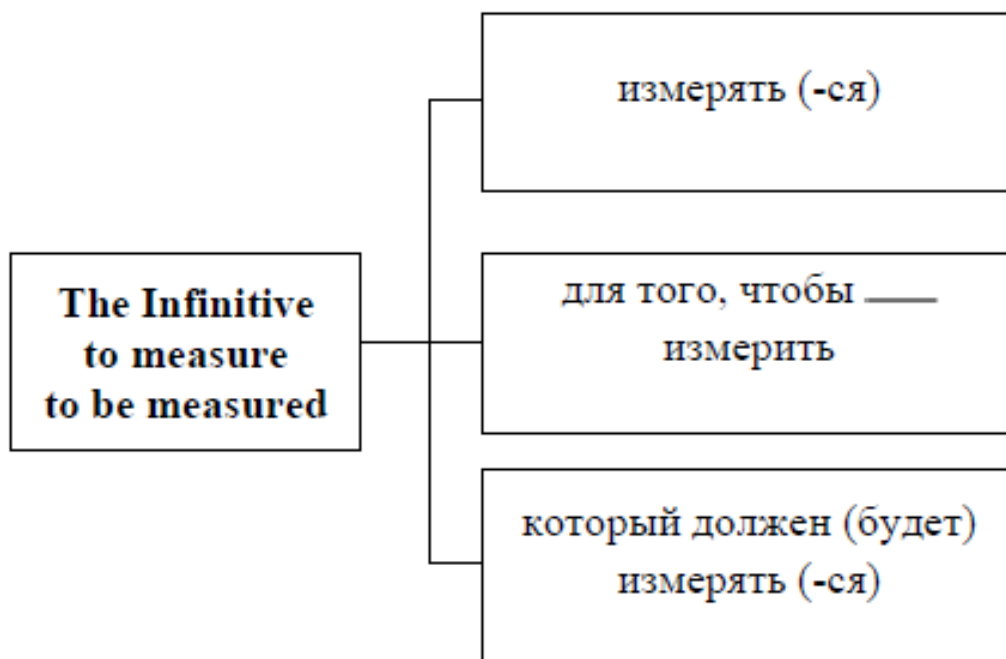 The Infinitive
to measure
to be measured
измерять (-ся)
для того, чтобы ___
измерить
который должен (будет)
измерять (-ся)